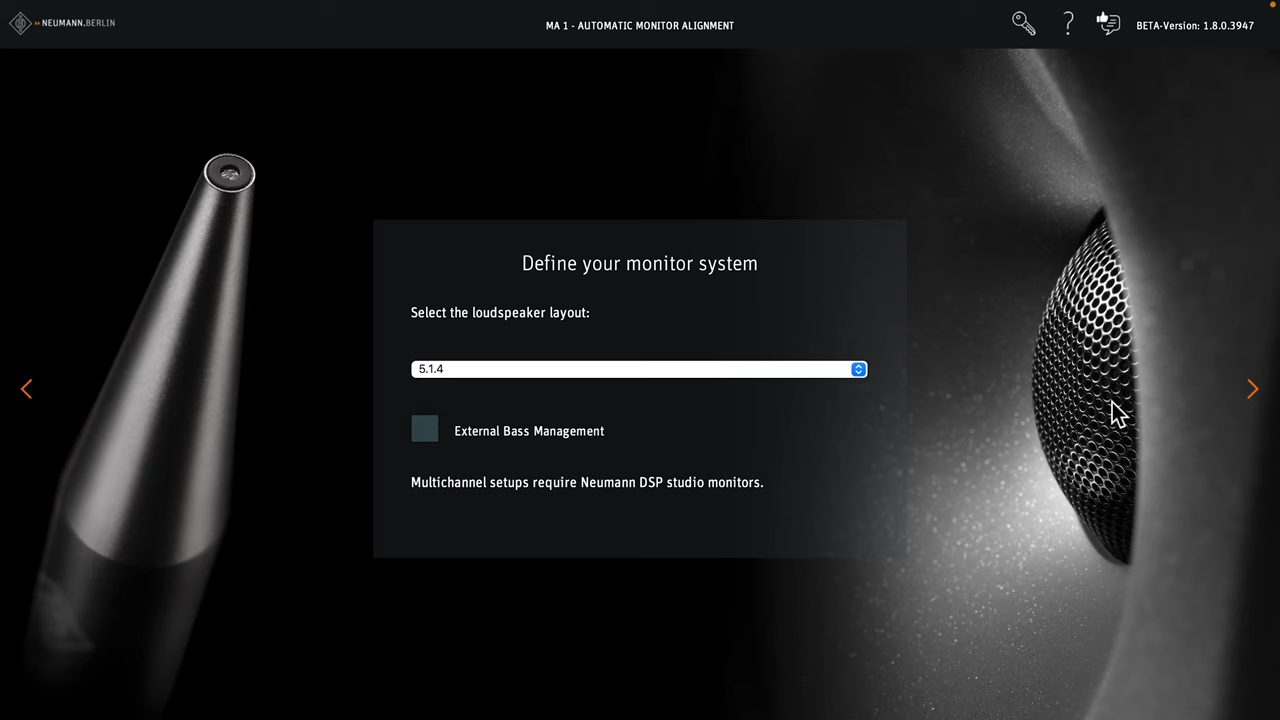 NEUMANN.BERLIN
MA 1 - AUTOMATIC MONITOR ALIGNMENT
BETA-Version: 1.8.0.3947
Define your monitor system
Select the loudspeaker layout:
5.1.4
External Bass Management
Multichannel setups require Neumann DSP studio monitors.